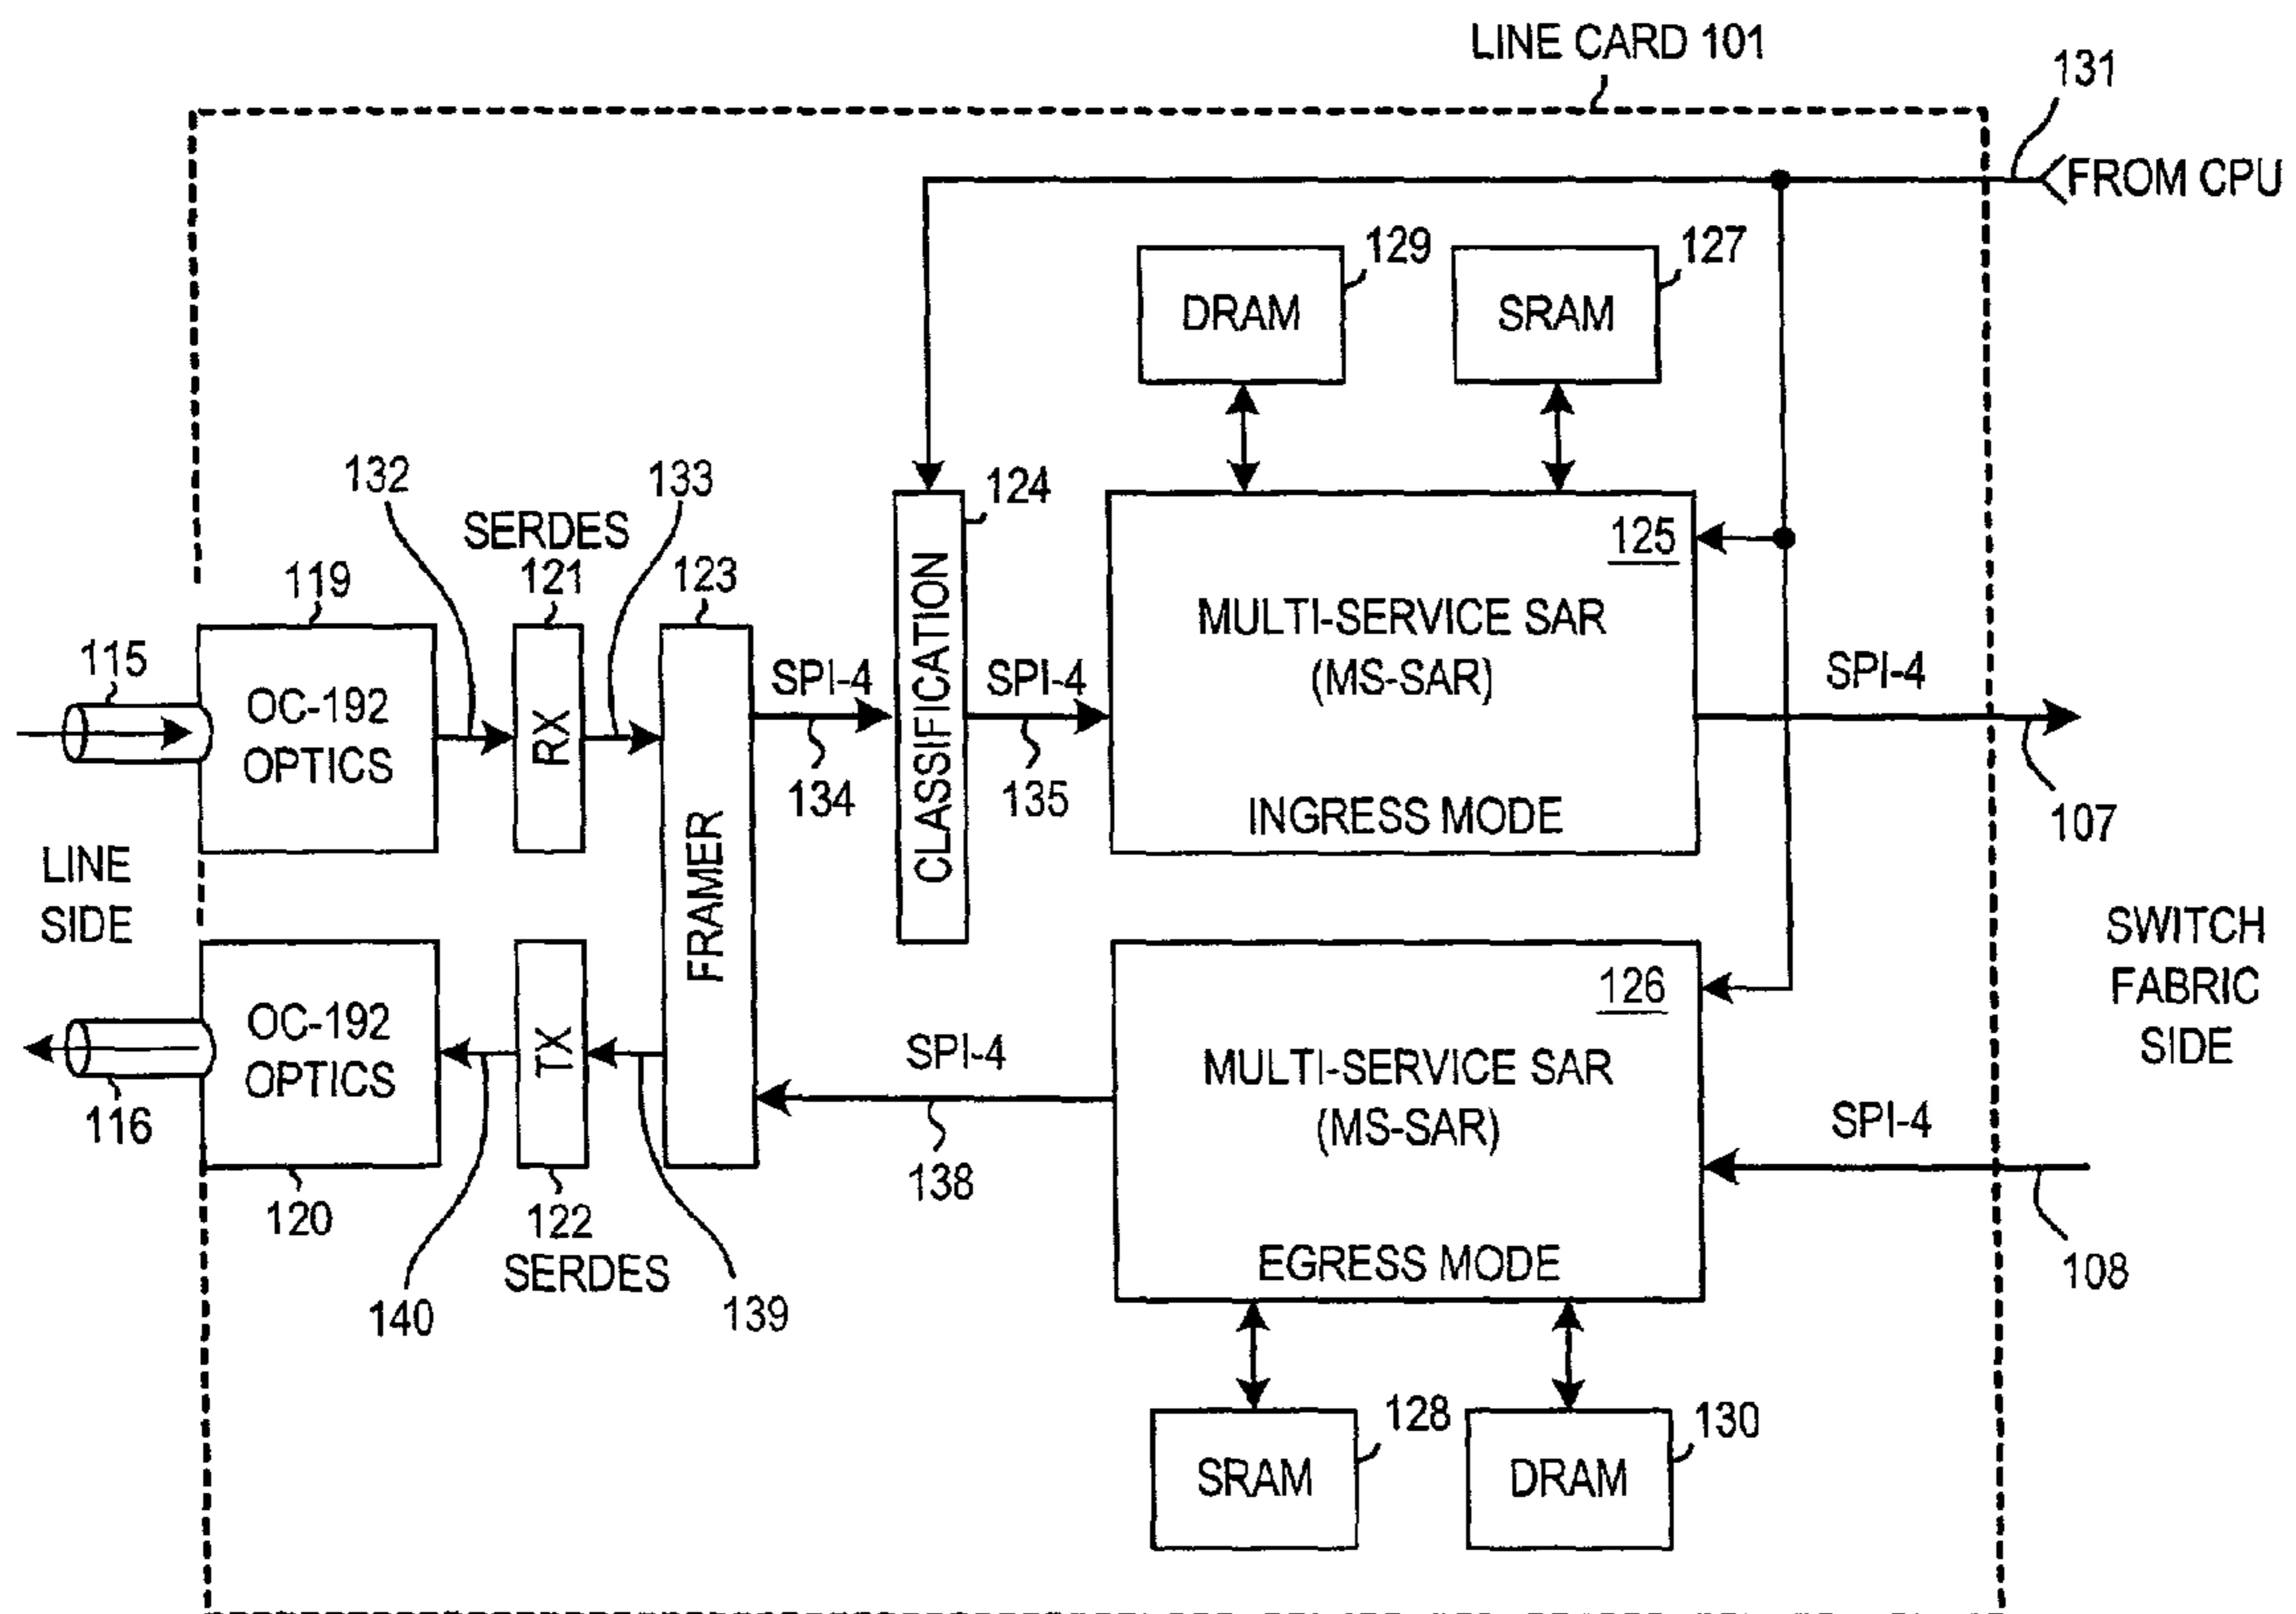 LINE CARD 101
131
FROM CPU
129
127
DRAM
SRAM
132
133
124
SERDES
121
119
123
125
115
OC-192
OPTICS
RX
SPI-4
CLASSIFICATION
SPI-4
MULTI-SERVICE SAR
(MS-SAR)
SPI-4
134
135
INGRESS MODE
107
LINE
SIDE
FRAMER
SWITCH
FABRIC
SIDE
126
OC-192
OPTICS
TX
SPI-4
MULTI-SERVICE SAR
(MS-SAR)
SPI-4
116
138
120
122
SERDES
EGRESS MODE
108
140
139
128
130
SRAM
DRAM